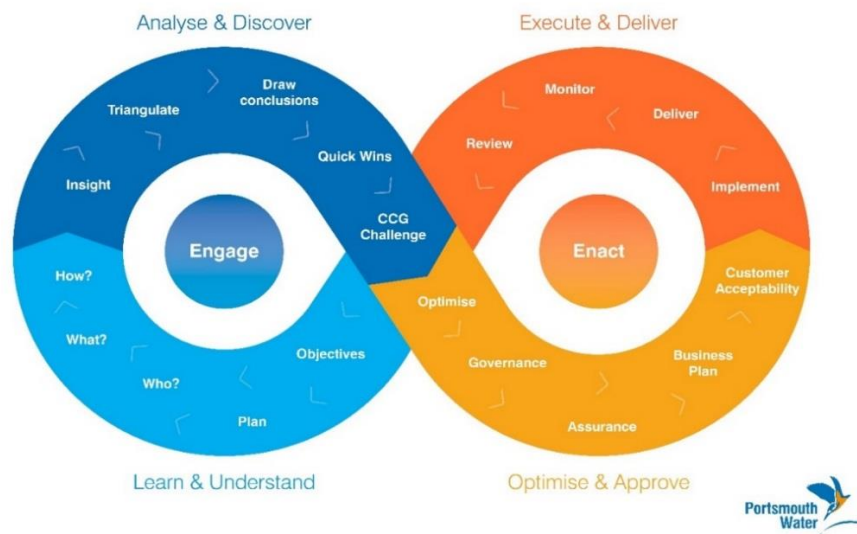 Analyse & Discover
Execute & Deliver
Draw
conclusions
Triangulate
Quick Wins
Insight
CCG
Challenge
Engage
How?
What?
Who?
Plan
Objectives
Learn & Understand
Monitor
Deliver
Review
Implement
Enact
Customer
Acceptability
Optimise
Governance
Business
Plan
Assurance
Optimise & Approve
Portsmouth
Water